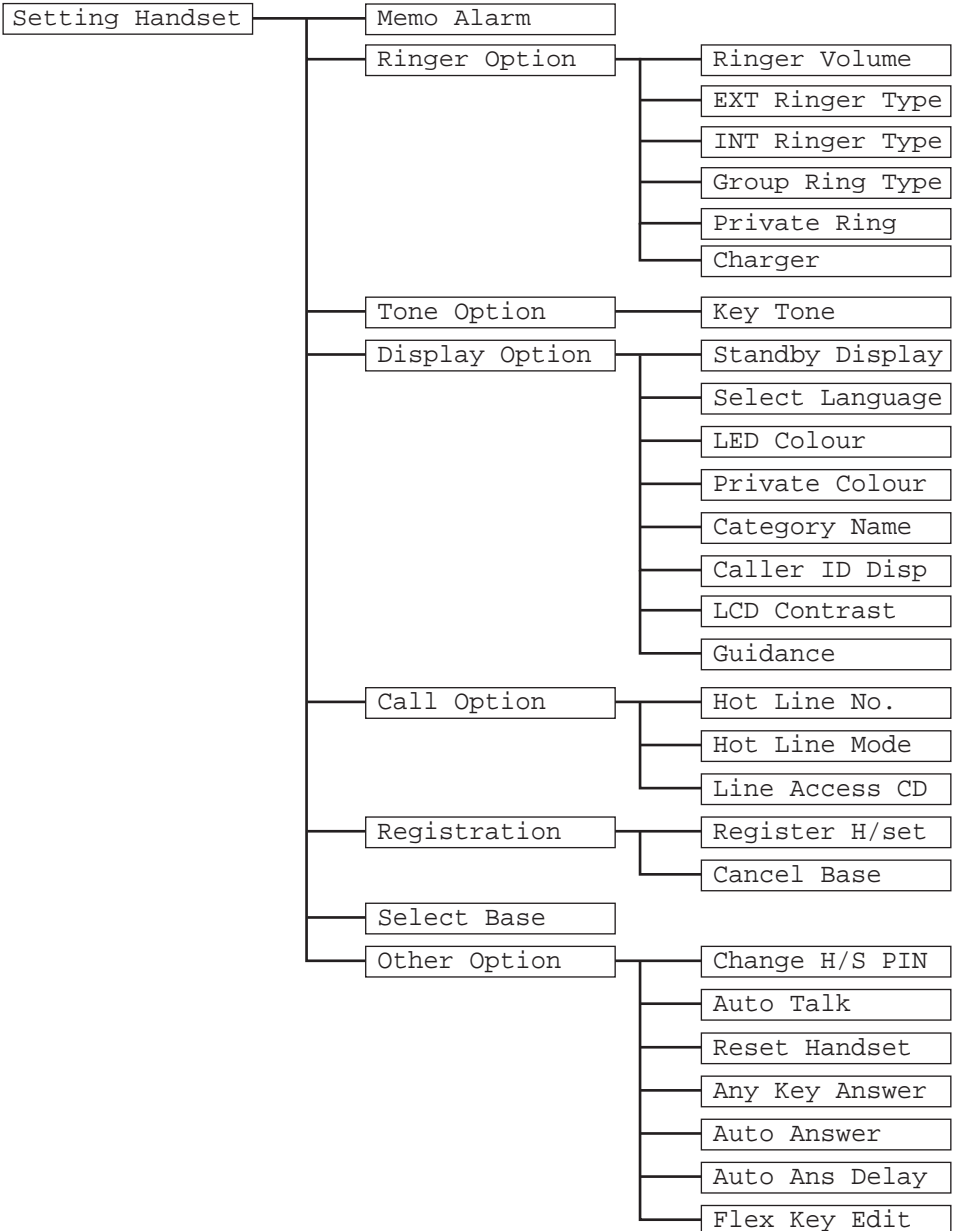 Setting Handset
Memo Alarm
Ringer Option
Ringer Volume
EXT Ringer Type
INT Ringer Type
Group Ring Type
Private Ring
Charger
Tone Option
Key Tone
Display Option
Standby Display
Select Language
LED Colour
Private Colour
Category Name
Caller ID Disp
LCD Contrast
Guidance
Call Option
Hot Line No.
Hot Line Mode
Line Access CD
Registration
Register H/set
Cancel Base
Select Base
Other Option
Change H/S PIN
Auto Talk
Reset Handset
Any Key Answer
Auto Answer
Auto Ans Delay
Flex Key Edit